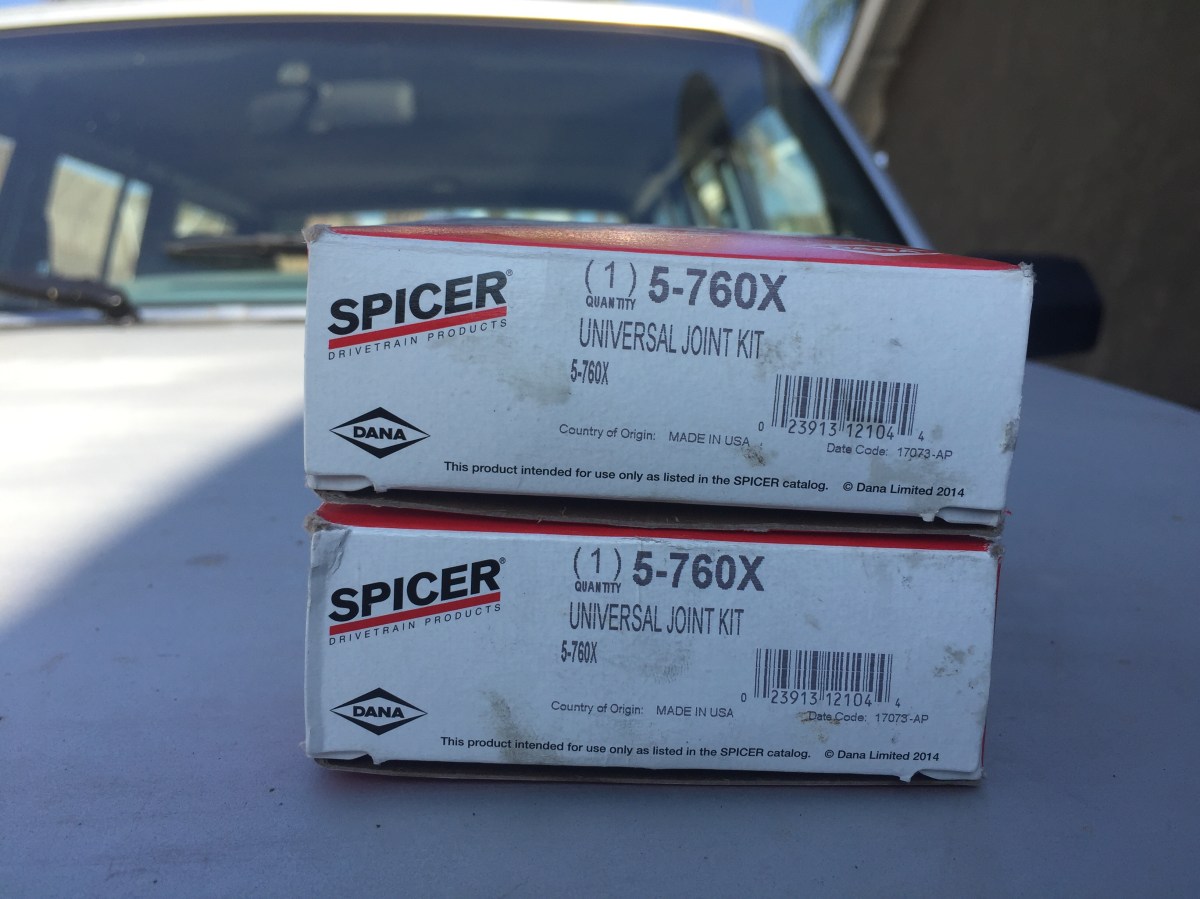 SPICER®
DRIVETRAIN PRODUCTS
(1) 5-760X
QUANTITY
UNIVERSAL JOINT KIT
5-760X
DANA
Country of Origin: MADE IN USA
0 23913 12104 4
Date Code: 17073-AP
This product intended for use only as listed in the SPICER catalog. © Dana Limited 2014
SPICER®
DRIVETRAIN PRODUCTS
(1) 5-760X
QUANTITY
UNIVERSAL JOINT KIT
5-760X
DANA
Country of Origin: MADE IN USA
0 23913 12104 4
Date Code: 17073-AP
This product intended for use only as listed in the SPICER catalog. © Dana Limited 2014